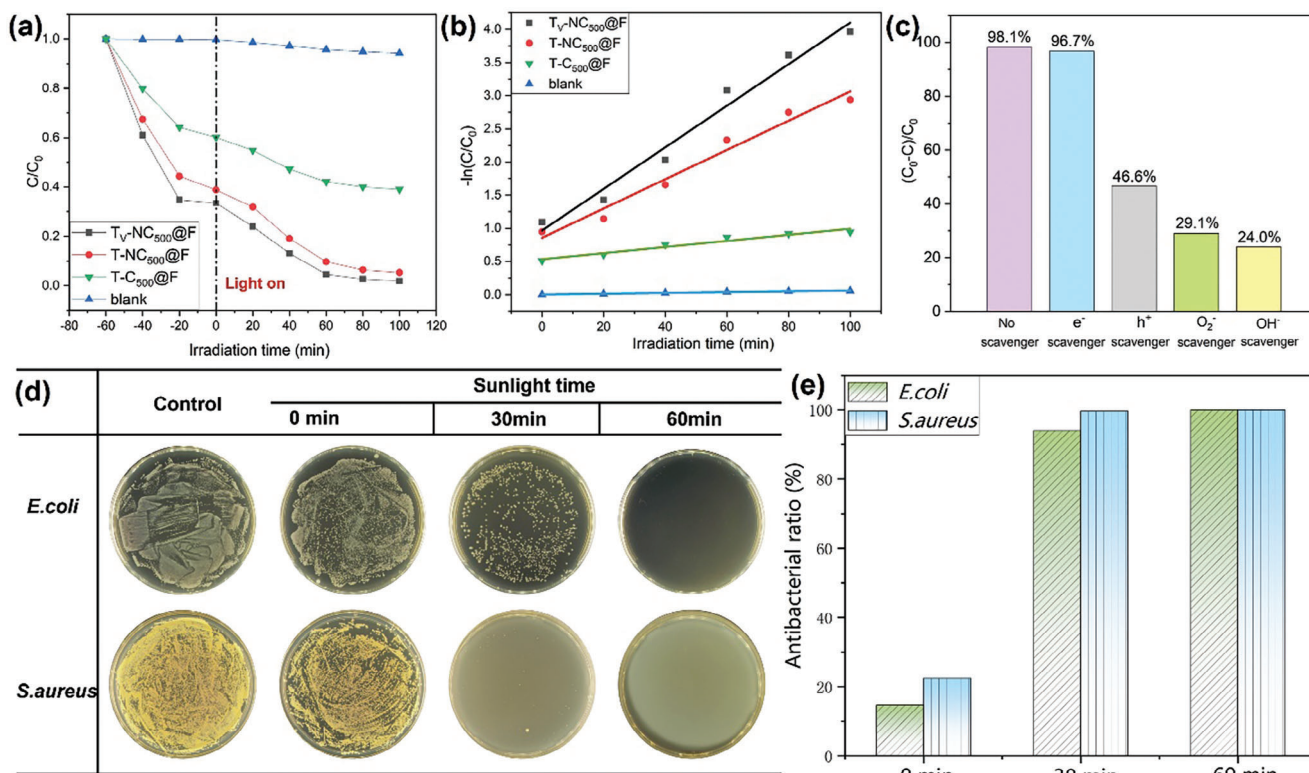 (a)
C/C₀
1.0
0.8
0.6
0.4
0.2
0.0
Tᵥ-NC₅₀₀@F
T-NC₅₀₀@F
T-C₅₀₀@F
blank
Light on
-80 -60 -40 -20 0 20 40 60 80 100 120
Irradiation time (min)
(b)
-ln(C/C₀)
4.0
3.5
3.0
2.5
2.0
1.5
1.0
0.5
0.0
Tᵥ-NC₅₀₀@F
T-NC₅₀₀@F
T-C₅₀₀@F
blank
0 20 40 60 80 100
Irradiation time (min)
(c)
(C₀-C)/C₀
100
80
60
40
20
0
98.1%
96.7%
46.6%
29.1%
24.0%
No scavenger
e⁻ scavenger
h⁺ scavenger
O₂⁻ scavenger
OH⁻ scavenger
(d)
Control
Sunlight time
0 min 30min 60min
E.coli
S.aureus
(e)
E.coli
S.aureus
Antibacterial ratio (%)
100
80
60
40
20
0
60 min